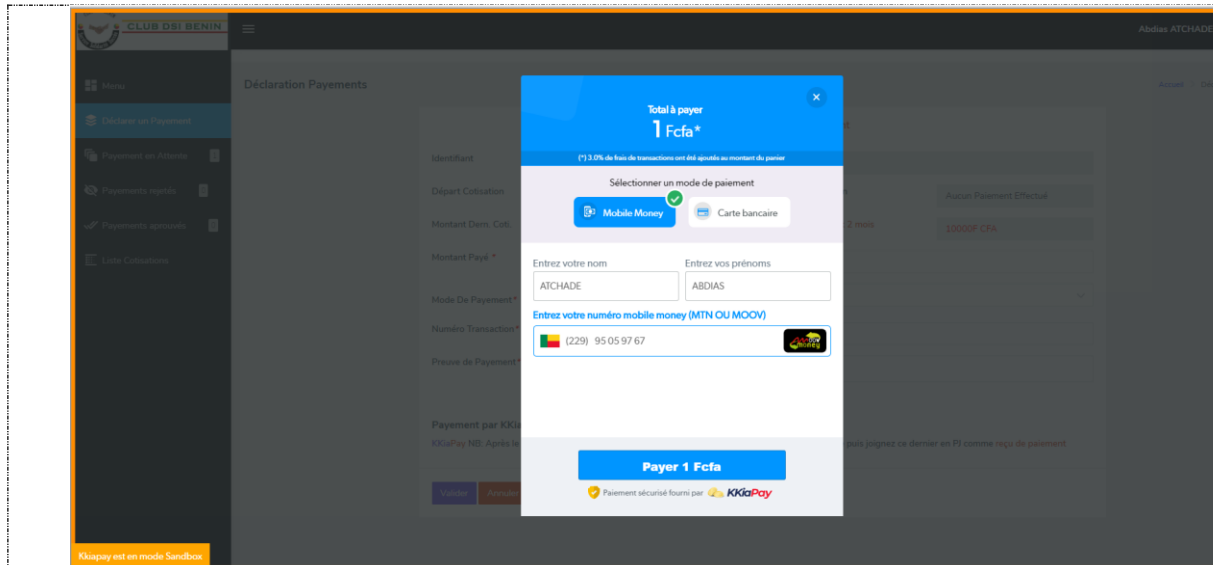 CLUB DSI BENIN
Abdias ATCHADE
Menu
Déclaration Payements
Accueil
Déclarer un Payement
Payement en Attente
Payements rejetés
Payements aprouvés
Liste Cotisations
Identifiant
Départ Cotisation
Aucun Paiement Effectué
Montant Dern. Coti.
2 mois
10000F CFA
Montant Payé *
Mode De Payement *
Numéro Transaction *
Preuve de Payement *
Payement par KKia
KKiaPay NB; Après le
puis joignez ce dernier en PJ comme reçu de paiement
Valider
Annuler
Total à payer
1 Fcfa*
(*) 3.0% de frais de transactions ont été ajoutés au montant du panier
Sélectionner un mode de paiement
Mobile Money
Carte bancaire
Entrez votre nom
Entrez vos prénoms
ATCHADE
ABDIAS
Entrez votre numéro mobile money (MTN OU MOOV)
(229) 95 05 97 67
money
Payer 1 Fcfa
Paiement sécurisé fourni par KKiaPay
Kkiapay est en mode Sandbox